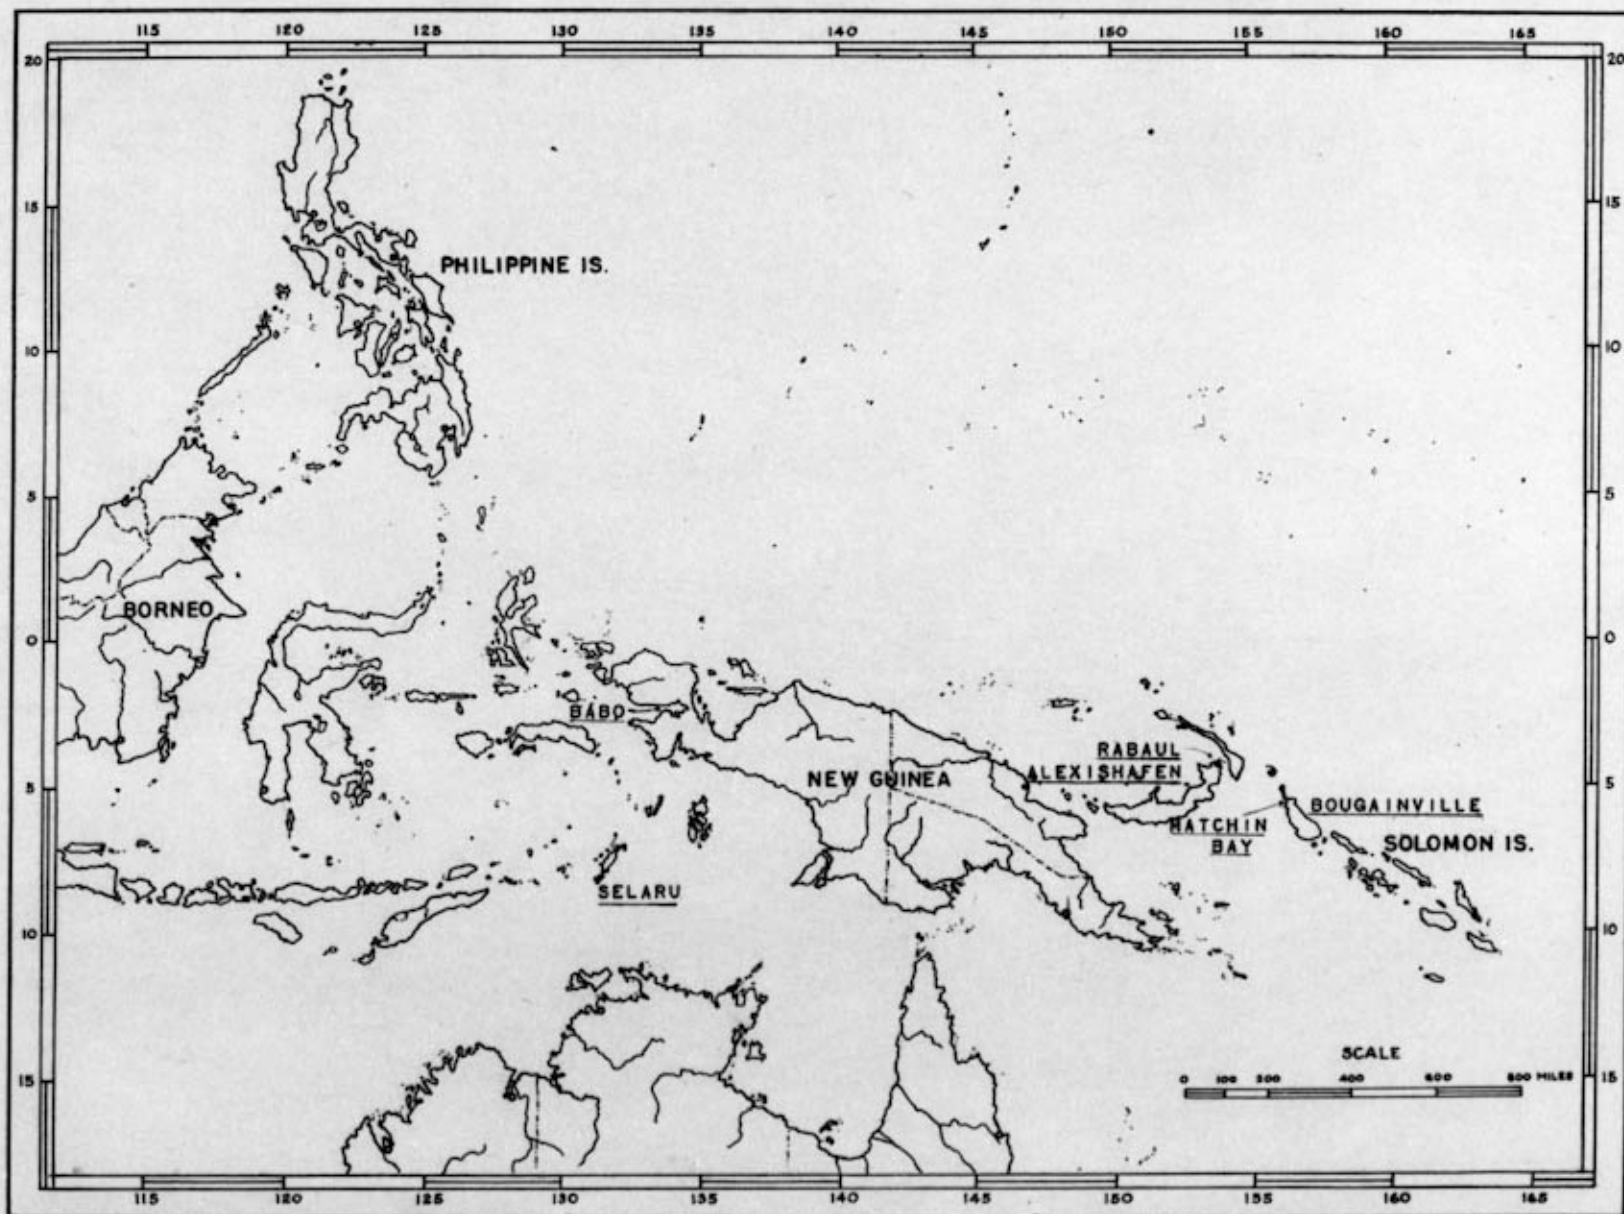 115 120 125 130 135 140 145 150 155 160 165
20 20
15 15
PHILIPPINE IS.
10 10
5 5
BORNEO
0 0
BABO
RABAUL
ALEXISHAFEN
NEW GUINEA
5 5
BOUGAINVILLE
MATCHIN
BAY
SOLOMON IS.
SELARU
10 10
SCALE
0 100 200 400 600 800 MILES
15 15
115 120 125 130 135 140 145 150 155 160 165